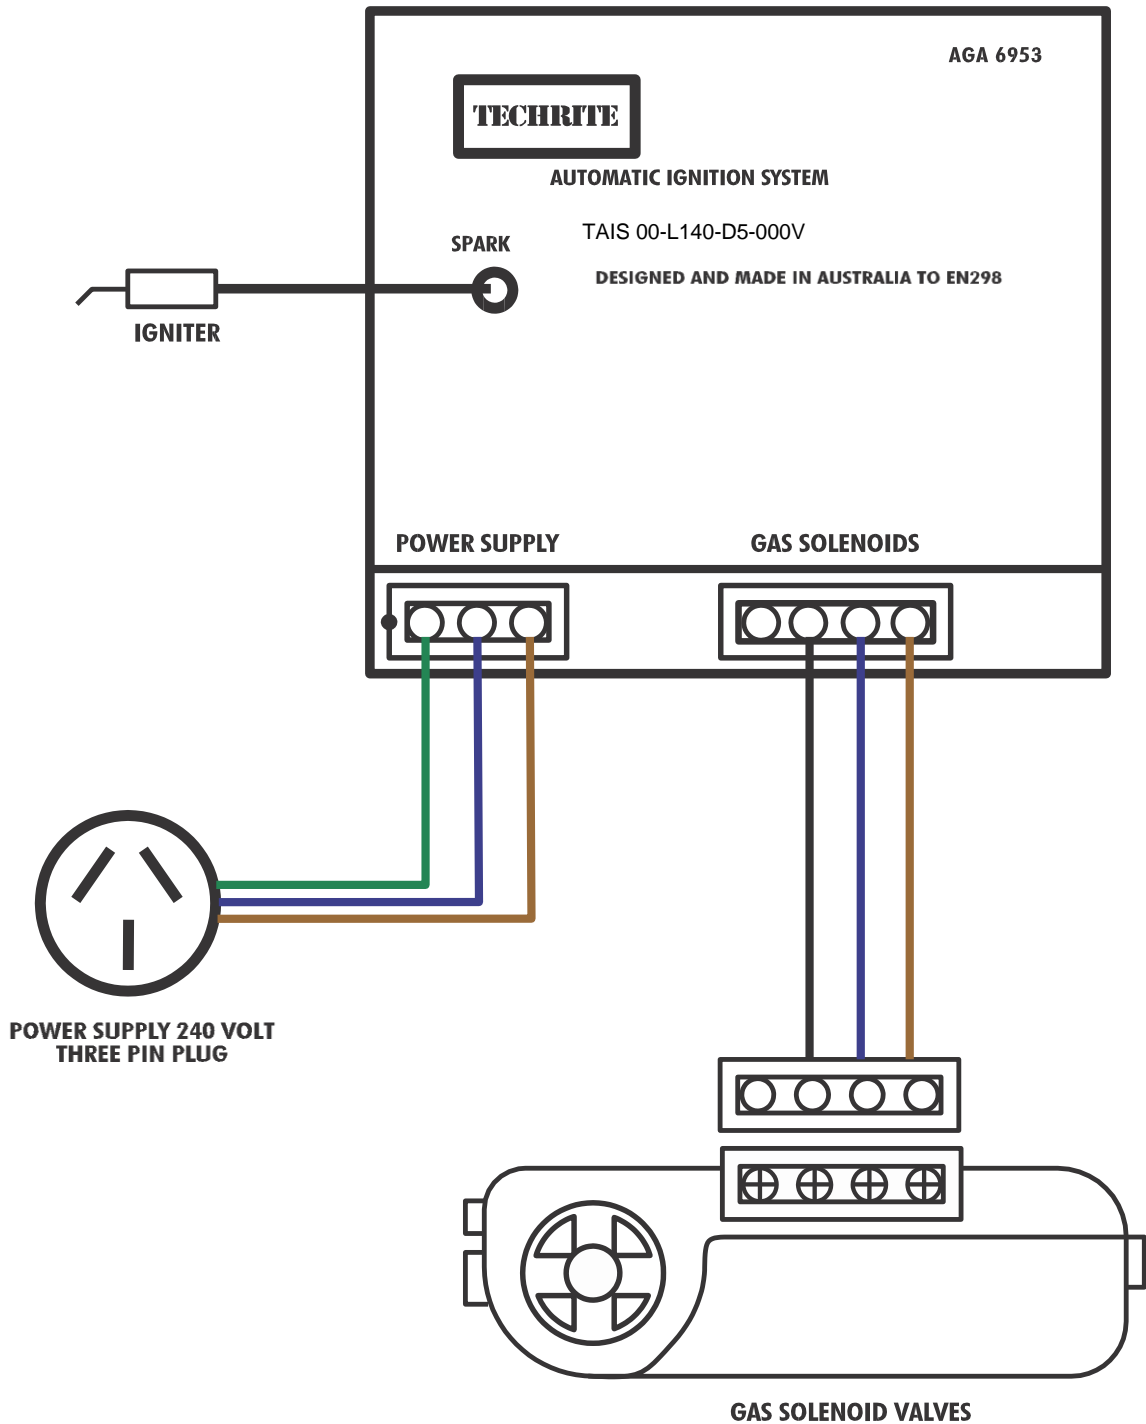 AGA 6953
TECHRITE
AUTOMATIC IGNITION SYSTEM
TAIS 00-L140-D5-000V
SPARK
DESIGNED AND MADE IN AUSTRALIA TO EN298
IGNITER
POWER SUPPLY
GAS SOLENOIDS
POWER SUPPLY 240 VOLT
THREE PIN PLUG
GAS SOLENOID VALVES